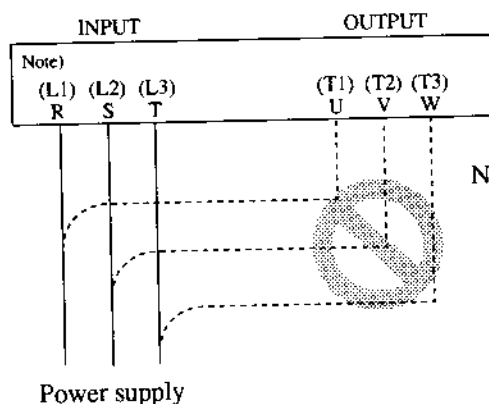 INPUT OUTPUT
Note)
(L1) (L2) (L3) (T1) (T2) (T3)
R S T U V W
N
Power supply